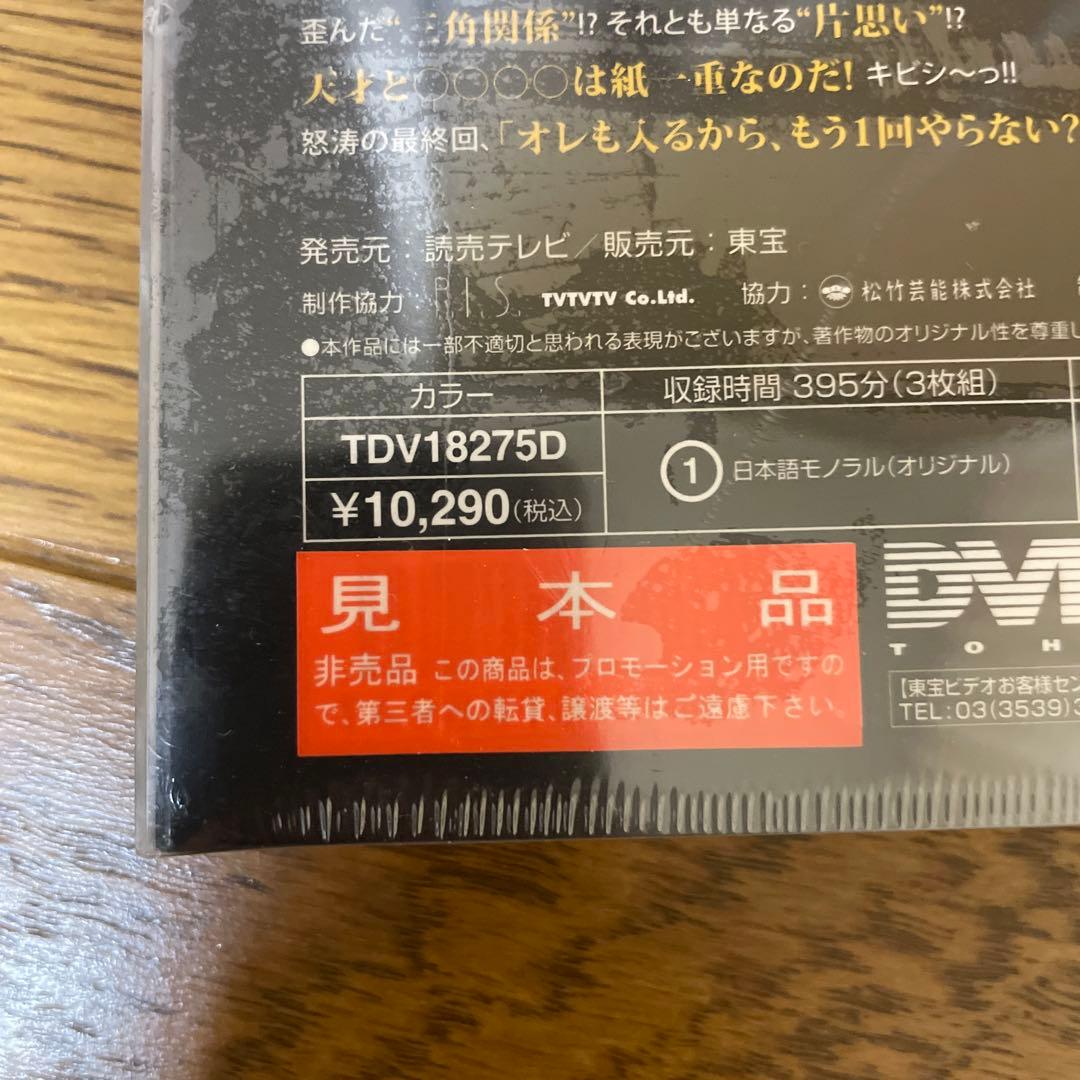 歪んだ“三角関係”!? それとも単なる“片思い”!?
天才と〇〇〇〇は紙一重なのだ! キビシ〜っ!!
怒涛の最終回、「オレも入るから、もう1回やらない?
発売元：読売テレビ／販売元：東宝
制作協力：P.I.S. TVTVTV Co.Ltd. 協力：松竹芸能株式会社
●本作品には一部不適切と思われる表現がございますが、著作物のオリジナル性を尊重し
カラー 収録時間 395分(3枚組)
TDV18275D
1 日本語モノラル(オリジナル)
¥10,290(税込)
見本品
非売品 この商品は、プロモーション用ですの
で、第三者への転貸、譲渡等はご遠慮下さい。
DV
TOH
【東宝ビデオお客様セン
TEL:03(3539)3